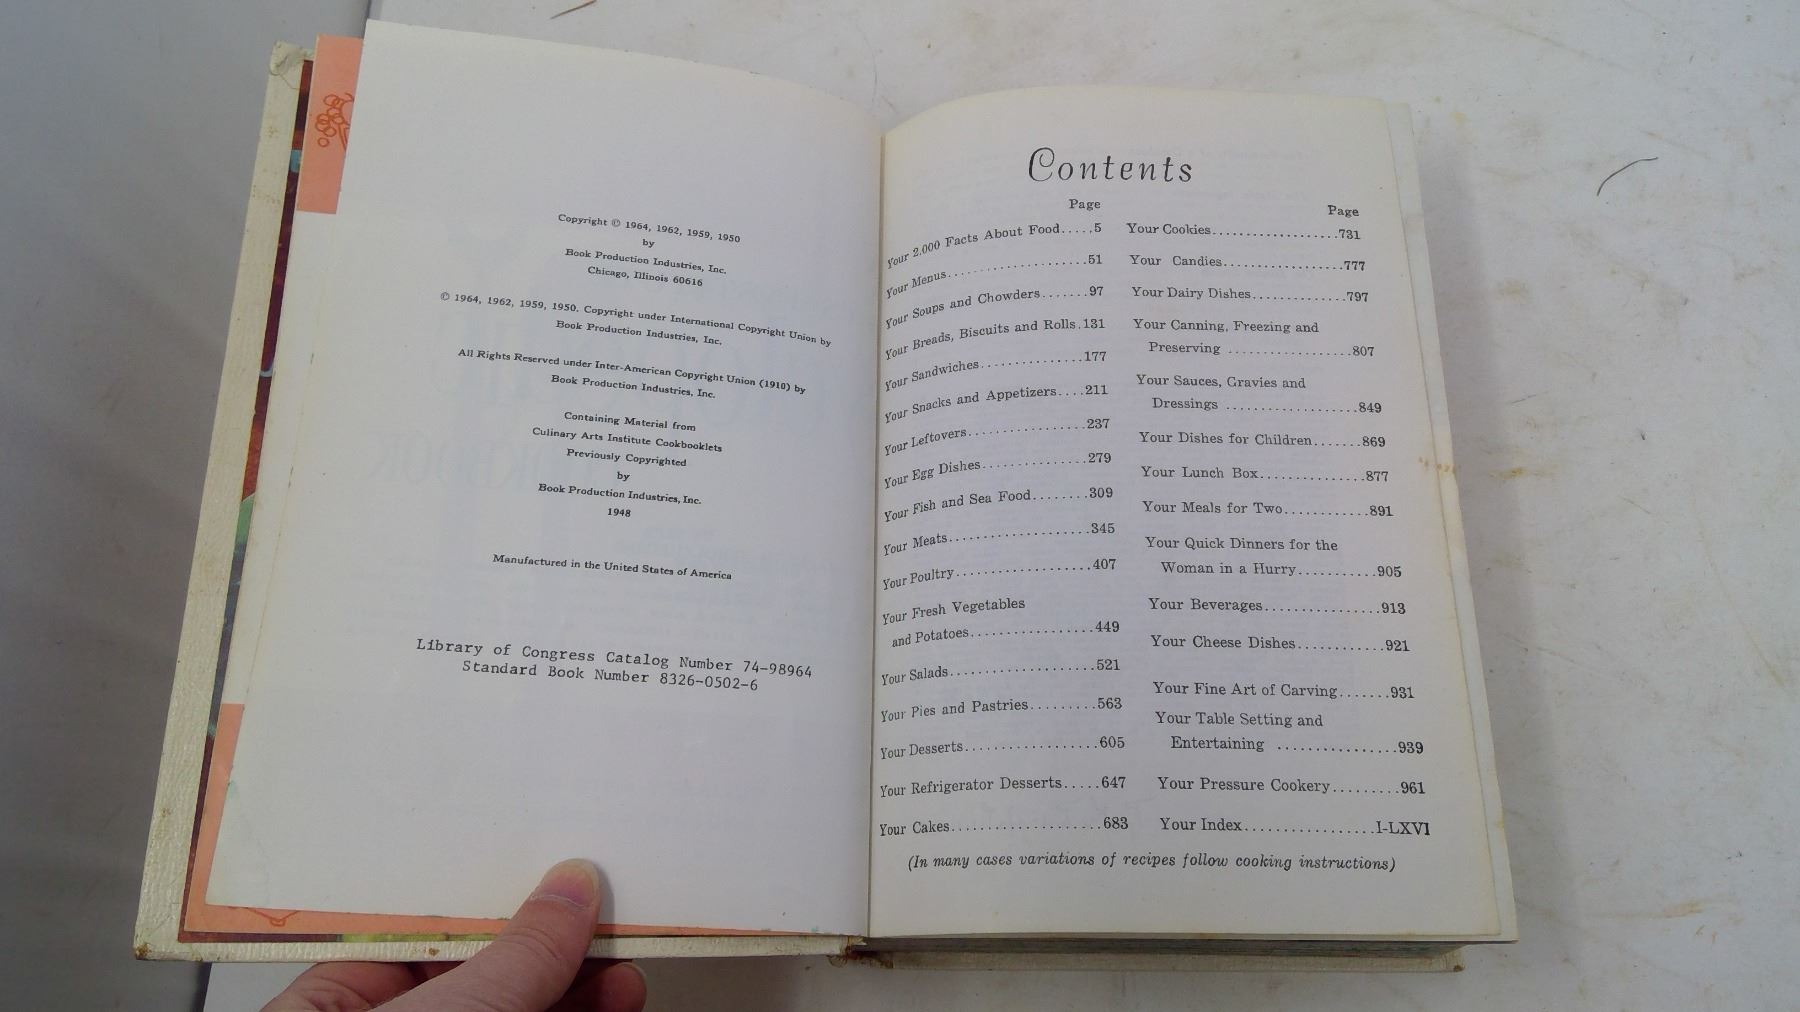 Copyright © 1964, 1962, 1959, 1950
by
Book Production Industries, Inc.
Chicago, Illinois 60616
© 1964, 1962, 1959, 1950. Copyright under International Copyright Union by
Book Production Industries, Inc.
All Rights Reserved under Inter-American Copyright Union (1910) by
Book Production Industries, Inc.
Containing Material from
Culinary Arts Institute Cookbooklets
Previously Copyrighted
by
Book Production Industries, Inc.
1948
Manufactured in the United States of America
Library of Congress Catalog Number 74-98964
Standard Book Number 8326-0502-6
Contents
Page
Your 2,000 Facts About Food.....5
Your Menus....................51
Your Soups and Chowders.......97
Your Breads, Biscuits and Rolls.131
Your Sandwiches...............177
Your Snacks and Appetizers....211
Your Leftovers.................237
Your Egg Dishes...............279
Your Fish and Sea Food........309
Your Meats....................345
Your Poultry...................407
Your Fresh Vegetables
and Potatoes.................449
Your Salads....................521
Your Pies and Pastries.........563
Your Desserts..................605
Your Refrigerator Desserts.....647
Your Cakes....................683
Page
Your Cookies..................731
Your Candies.................777
Your Dairy Dishes.............797
Your Canning, Freezing and
Preserving .................807
Your Sauces, Gravies and
Dressings ..................849
Your Dishes for Children.......869
Your Lunch Box...............877
Your Meals for Two............891
Your Quick Dinners for the
Woman in a Hurry...........905
Your Beverages................913
Your Cheese Dishes............921
Your Fine Art of Carving.......931
Your Table Setting and
Entertaining ................939
Your Pressure Cookery.........961
Your Index.................I-LXVI
(In many cases variations of recipes follow cooking instructions)